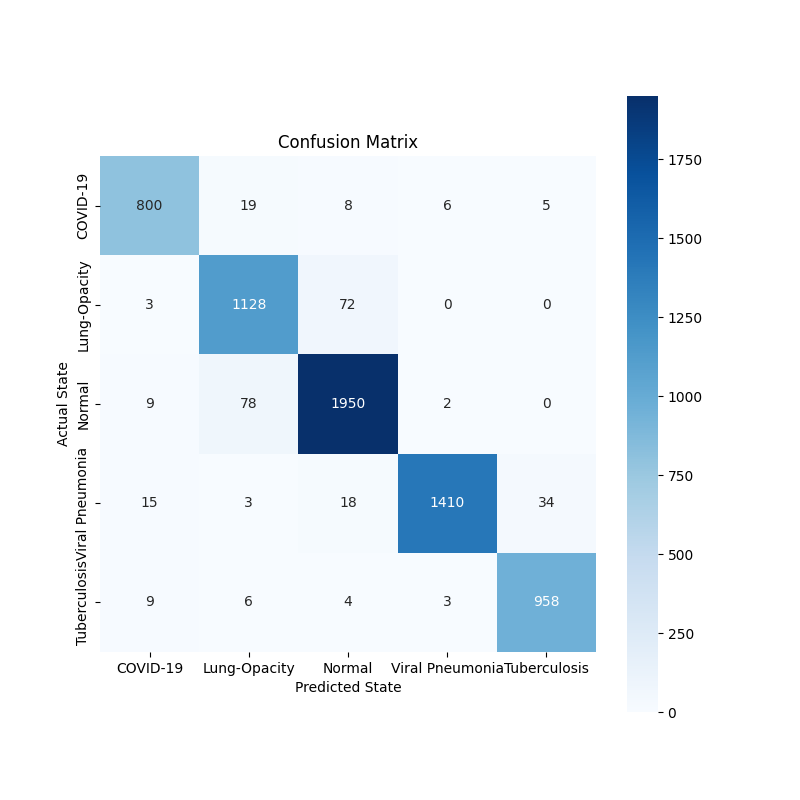 Confusion Matrix
Actual State
COVID-19
800 19 8 6 5
Lung-Opacity
3 1128 72 0 0
Normal
9 78 1950 2 0
Viral Pneumonia
15 3 18 1410 34
Tuberculosis
9 6 4 3 958
COVID-19 Lung-Opacity Normal Viral Pneumonia Tuberculosis
Predicted State
1750
1500
1250
1000
750
500
250
0